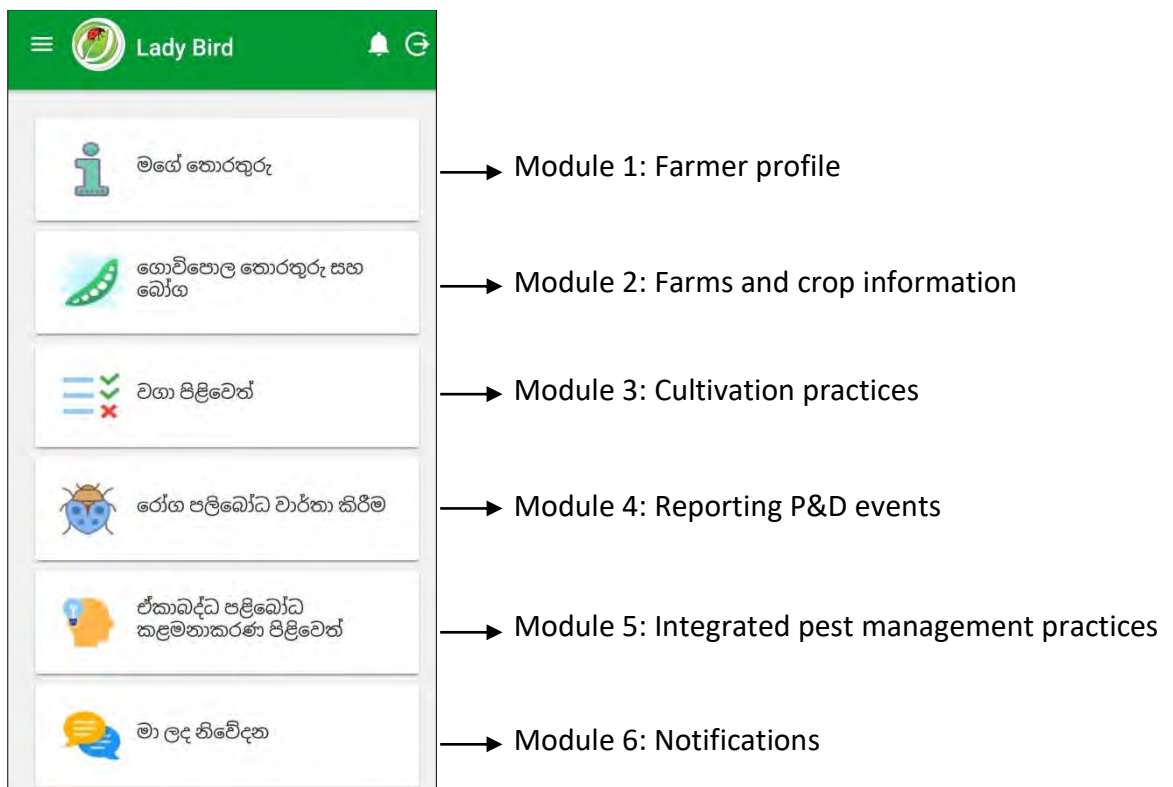 Lady Bird
මගේ තොරතුරු
Module 1: Farmer profile
ගොවිපොල තොරතුරු සහ
බෝග
Module 2: Farms and crop information
වගා පිළිවෙත්
Module 3: Cultivation practices
රෝග පලිබෝධ වාර්තා කිරීම
Module 4: Reporting P&D events
ඒකාබද්ධ පළිබෝධ
කළමනාකරණ පිළිවෙත්
Module 5: Integrated pest management practices
මා ලද නිවේදන
Module 6: Notifications